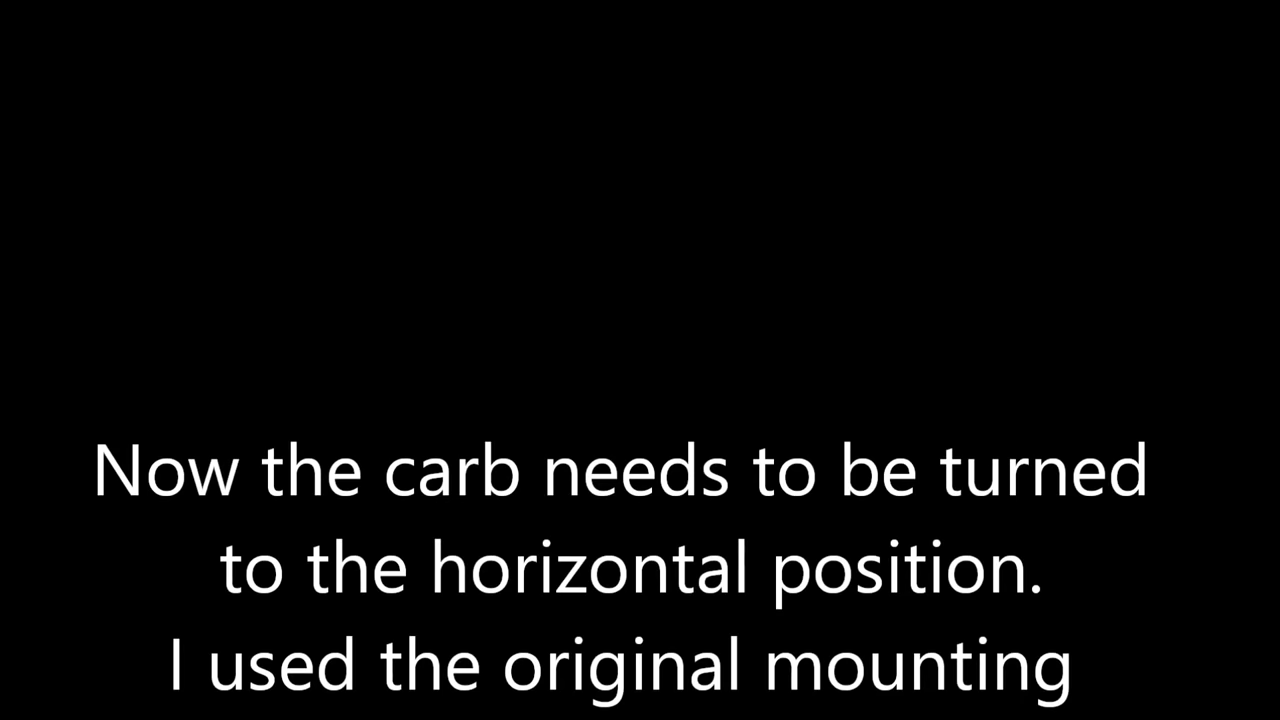 Now the carb needs to be turned
to the horizontal position.
I used the original mounting